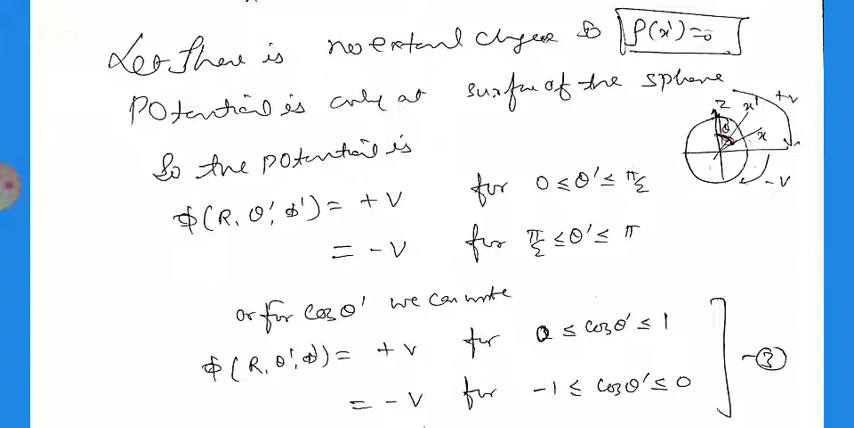 Let there is no external charges so ρ(x')=0
Potential is only at surface of the sphere
So the potential is
Φ(R, θ', φ') = +V for 0 ≤ θ' ≤ π/2
= -V for π/2 ≤ θ' ≤ π
or for cosθ' we can write
Φ(R, θ', φ') = +V for 0 ≤ cosθ' ≤ 1
= -V for -1 ≤ cosθ' ≤ 0
-③
Z x' +V
θ' x
-V